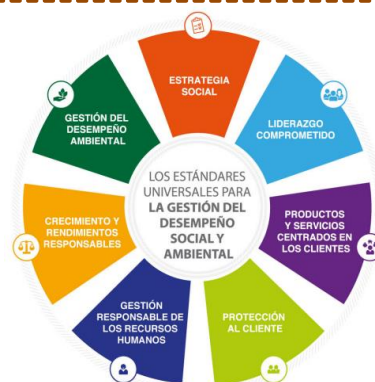 ESTRATEGIA
SOCIAL
LIDERAZGO
COMPROMETIDO
PRODUCTOS
Y SERVICIOS
CENTRADOS EN
LOS CLIENTES
PROTECCIÓN
AL CLIENTE
GESTIÓN
RESPONSABLE DE
LOS RECURSOS
HUMANOS
CRECIMIENTO Y
RENDIMIENTOS
RESPONSABLES
GESTIÓN DEL
DESEMPEÑO
AMBIENTAL
LOS ESTÁNDARES
UNIVERSALES PARA
LA GESTIÓN DEL
DESEMPEÑO
SOCIAL Y
AMBIENTAL